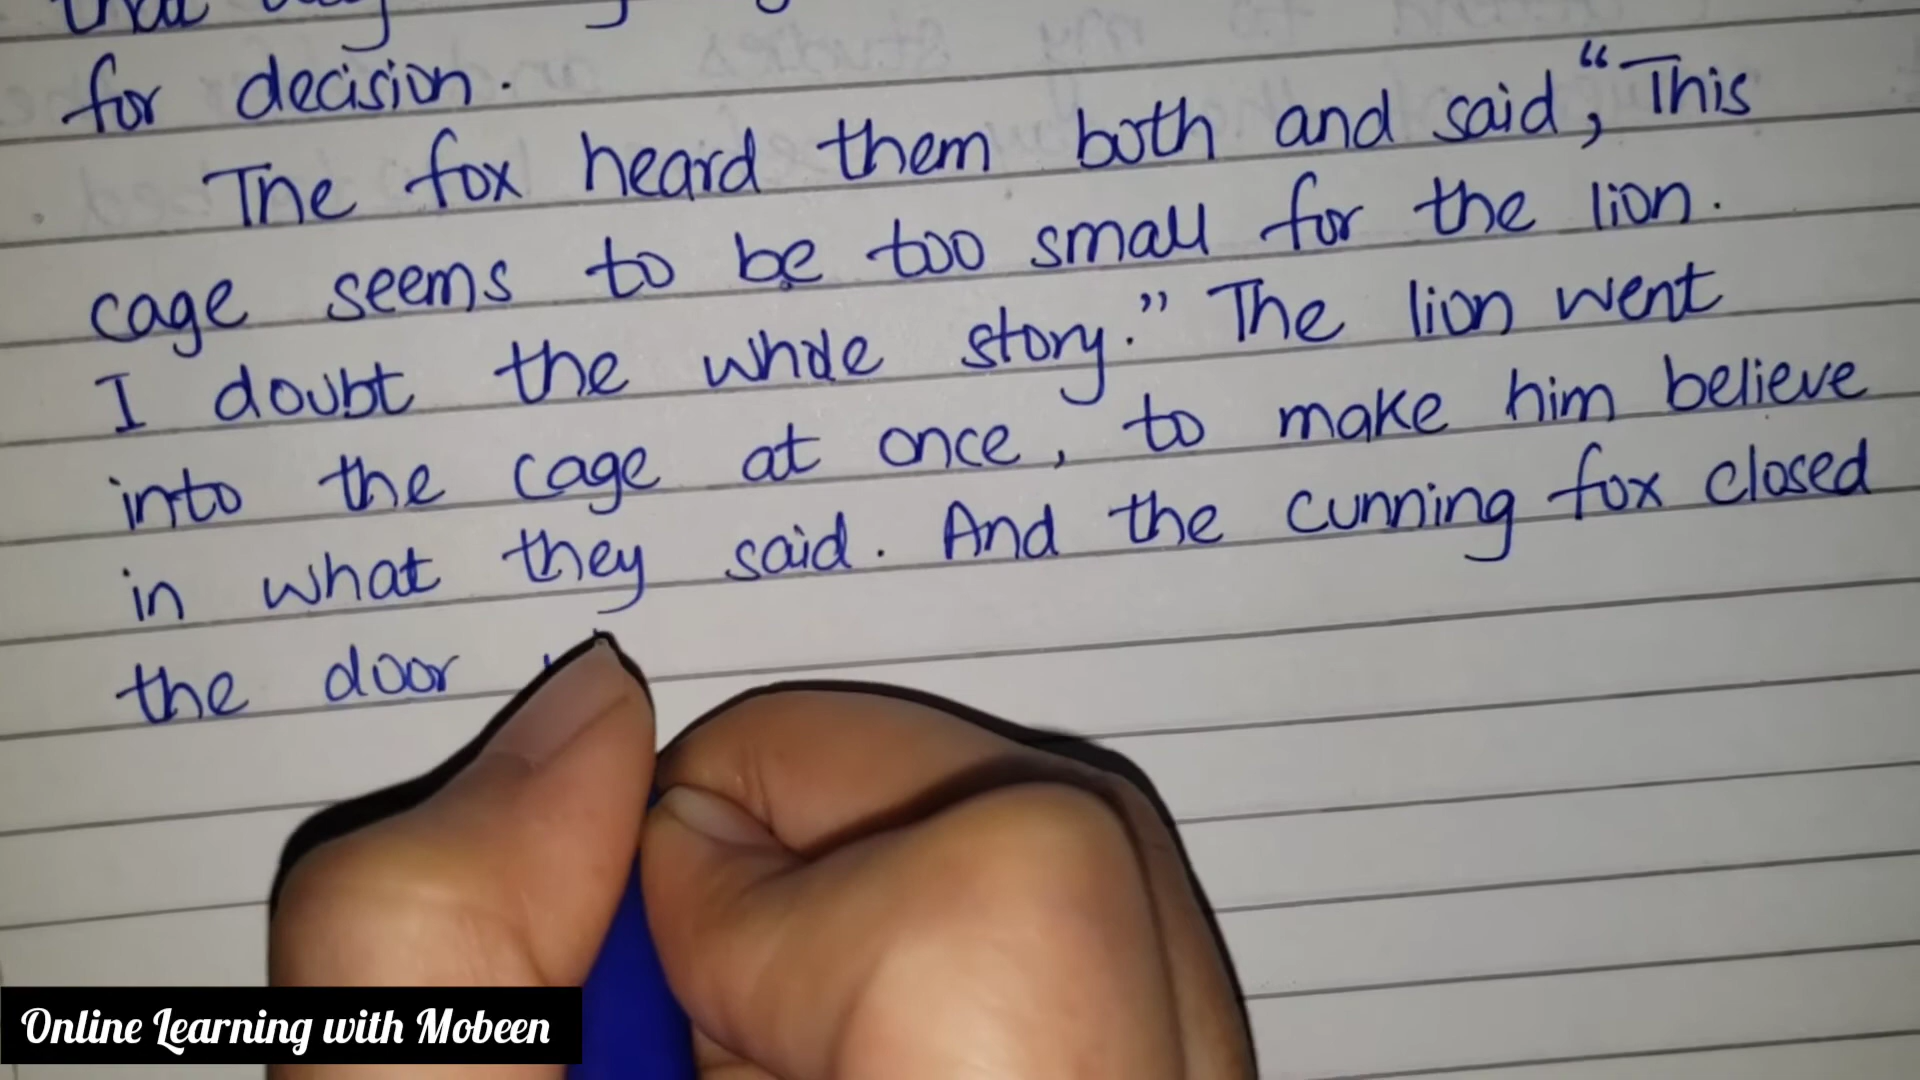 that day
for decision.
The fox heard them both and said, “This
cage seems to be too small for the lion.
I doubt the whole story.” The lion went
into the cage at once, to make him believe
in what they said. And the cunning fox closed
the door
Online Learning with Mobeen